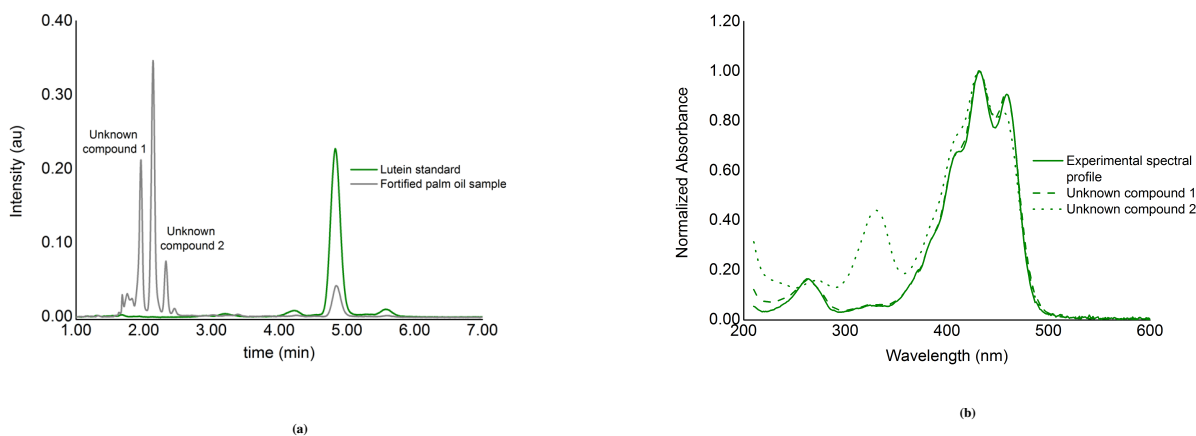 0.40
0.30
0.20
0.10
0.00
Intensity (au)
Unknown
compound 1
Unknown
compound 2
Lutein standard
Fortified palm oil sample
1.00 2.00 3.00 4.00 5.00 6.00 7.00
time (min)
(a)
1.20
1.00
0.80
0.60
0.40
0.20
0.00
Normalized Absorbance
Experimental spectral
profile
Unknown compound 1
Unknown compound 2
200 300 400 500 600
Wavelength (nm)
(b)